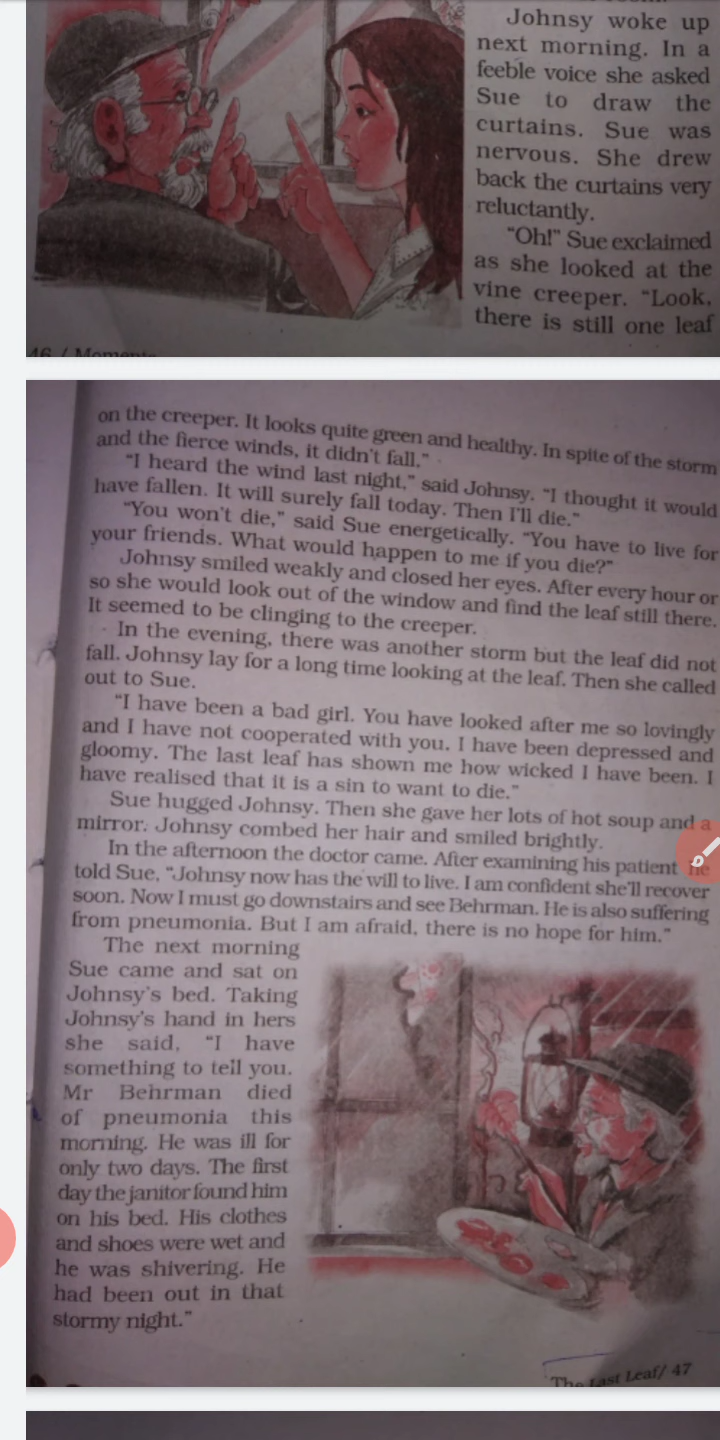 Johnsy woke up
next morning. In a
feeble voice she asked
Sue to draw the
curtains. Sue was
nervous. She drew
back the curtains very
reluctantly.
"Oh!" Sue exclaimed
as she looked at the
vine creeper. "Look,
there is still one leaf
46 / Moments
on the creeper. It looks quite green and healthy. In spite of the storm
and the fierce winds, it didn't fall."
"I heard the wind last night," said Johnsy. "I thought it would
have fallen. It will surely fall today. Then I'll die."
"You won't die," said Sue energetically. "You have to live for
your friends. What would happen to me if you die?"
Johnsy smiled weakly and closed her eyes. After every hour or
so she would look out of the window and find the leaf still there.
It seemed to be clinging to the creeper.
In the evening, there was another storm but the leaf did not
fall. Johnsy lay for a long time looking at the leaf. Then she called
out to Sue.
"I have been a bad girl. You have looked after me so lovingly
and I have not cooperated with you. I have been depressed and
gloomy. The last leaf has shown me how wicked I have been. I
have realised that it is a sin to want to die."
Sue hugged Johnsy. Then she gave her lots of hot soup and a
mirror. Johnsy combed her hair and smiled brightly.
In the afternoon the doctor came. After examining his patient he
told Sue, "Johnsy now has the will to live. I am confident she'll recover
soon. Now I must go downstairs and see Behrman. He is also suffering
from pneumonia. But I am afraid, there is no hope for him."
The next morning
Sue came and sat on
Johnsy's bed. Taking
Johnsy's hand in hers
she said, "I have
something to tell you.
Mr Behrman died
of pneumonia this
morning. He was ill for
only two days. The first
day the janitor found him
on his bed. His clothes
and shoes were wet and
he was shivering. He
had been out in that
stormy night."
The Last Leaf/ 47